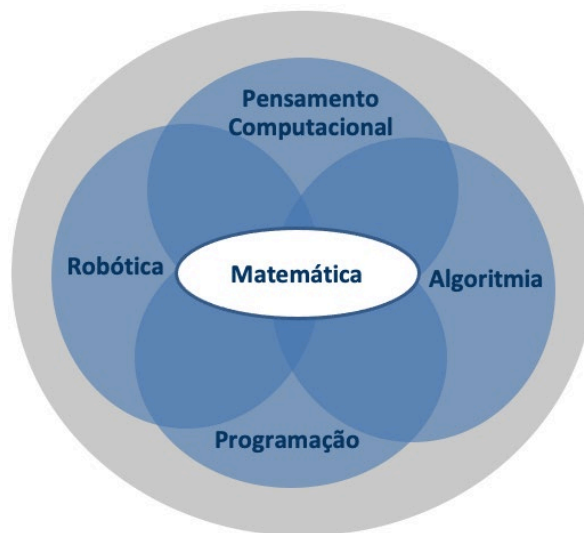 Pensamento
Computacional
Robótica
Matemática
Algoritmia
Programação